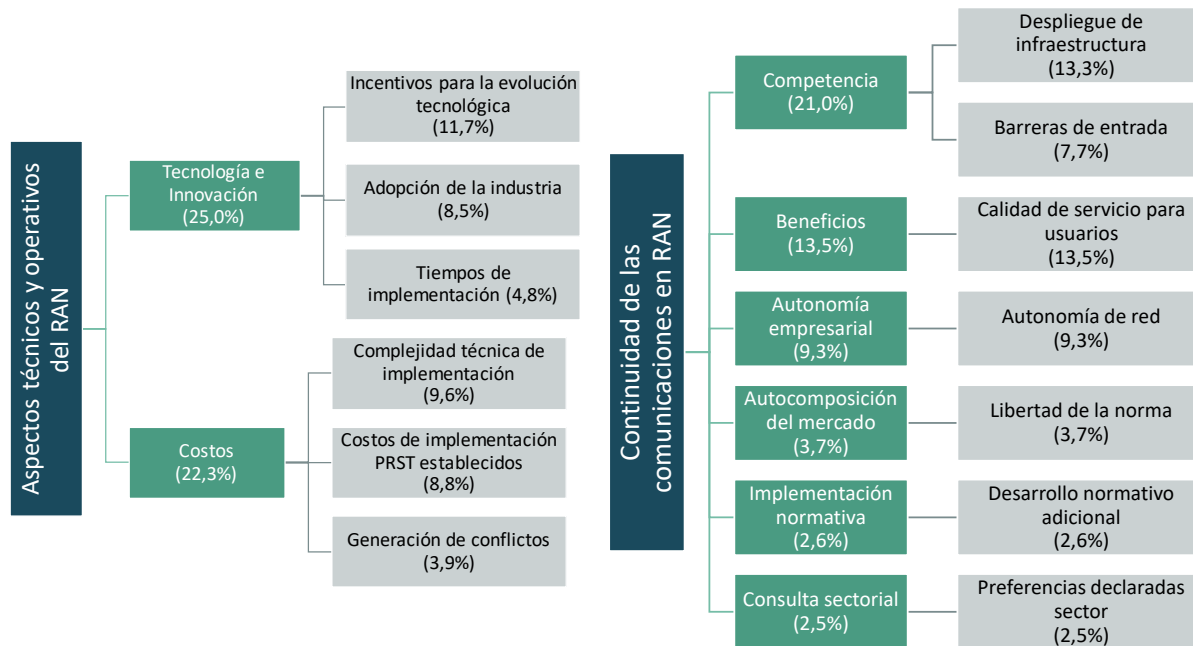 Aspectos técnicos y operativos
del RAN
Tecnología e
Innovación
(25,0%)
Incentivos para la evolución
tecnológica
(11,7%)
Adopción de la industria
(8,5%)
Tiempos de
implementación (4,8%)
Costos
(22,3%)
Complejidad técnica de
implementación
(9,6%)
Costos de implementación
PRST establecidos
(8,8%)
Generación de conflictos
(3,9%)
Continuidad de las
comunicaciones en RAN
Competencia
(21,0%)
Despliegue de
infraestructura
(13,3%)
Barreras de entrada
(7,7%)
Beneficios
(13,5%)
Calidad de servicio para
usuarios
(13,5%)
Autonomía
empresarial
(9,3%)
Autonomía de red
(9,3%)
Autocomposición
del mercado
(3,7%)
Libertad de la norma
(3,7%)
Implementación
normativa
(2,6%)
Desarrollo normativo
adicional
(2,6%)
Consulta sectorial
(2,5%)
Preferencias declaradas
sector
(2,5%)